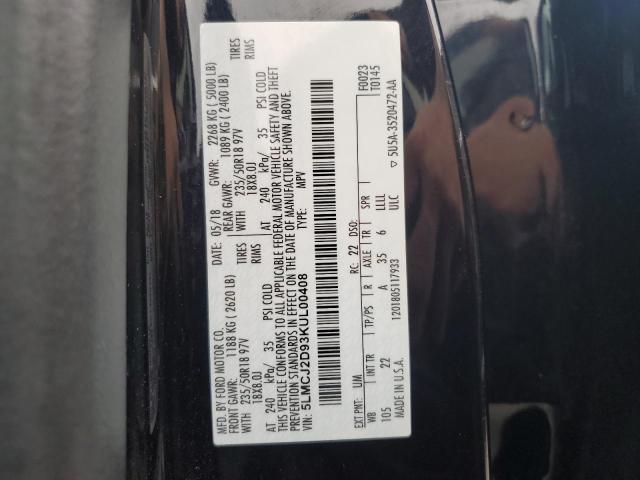 MFD. BY FORD MOTOR CO.
DATE: 05/18 GVWR: 2268 KG ( 5000 LB)
FRONT GAWR: 1188 KG ( 2620 LB) REAR GAWR: 1089 KG ( 2400 LB)
WITH 235/50R18 97V TIRES WITH 235/50R18 97V TIRES
18X8.0J RIMS 18X8.0J RIMS
AT 240 kPa/ 35 PSI COLD AT 240 kPa/ 35 PSI COLD
THIS VEHICLE CONFORMS TO ALL APPLICABLE FEDERAL MOTOR VEHICLE SAFETY AND THEFT
PREVENTION STANDARDS IN EFFECT ON THE DATE OF MANUFACTURE SHOWN ABOVE.
VIN: 5LMCJ2D93KUL00408 TYPE: MPV
F0023
T0145
EXT PNT: UM RC: 22 DSO:
WB INT TR TP/PS R AXLE TR SPR
105 22 A 35 6 LLLL
ULC
MADE IN U.S.A. 1201805117933
▽ 5U5A-3520472-AA